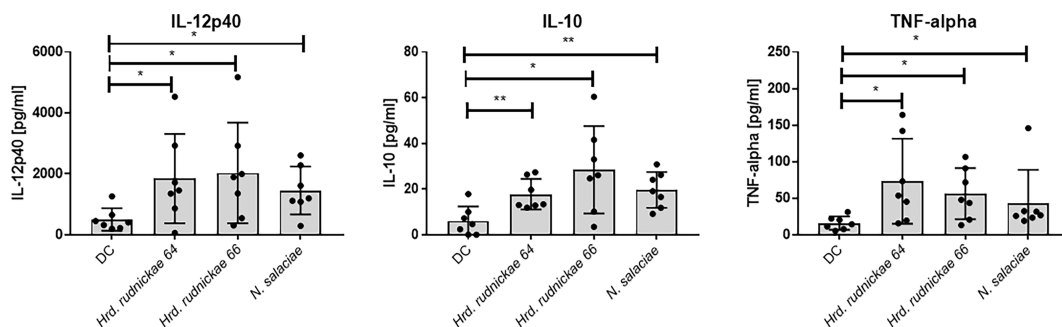 IL-12p40
IL-10
TNF-alpha
IL-12p40 [pg/ml]
6000
4000
2000
0
*
*
*
DC
Hrd. rudnickae 64
Hrd. rudnickae 66
N. salaciae
IL-10 [pg/ml]
80
60
40
20
0
**
*
**
DC
Hrd. rudnickae 64
Hrd. rudnickae 66
N. salaciae
TNF-alpha [pg/ml]
250
200
150
100
50
0
*
*
*
DC
Hrd. rudnickae 64
Hrd. rudnickae 66
N. salaciae